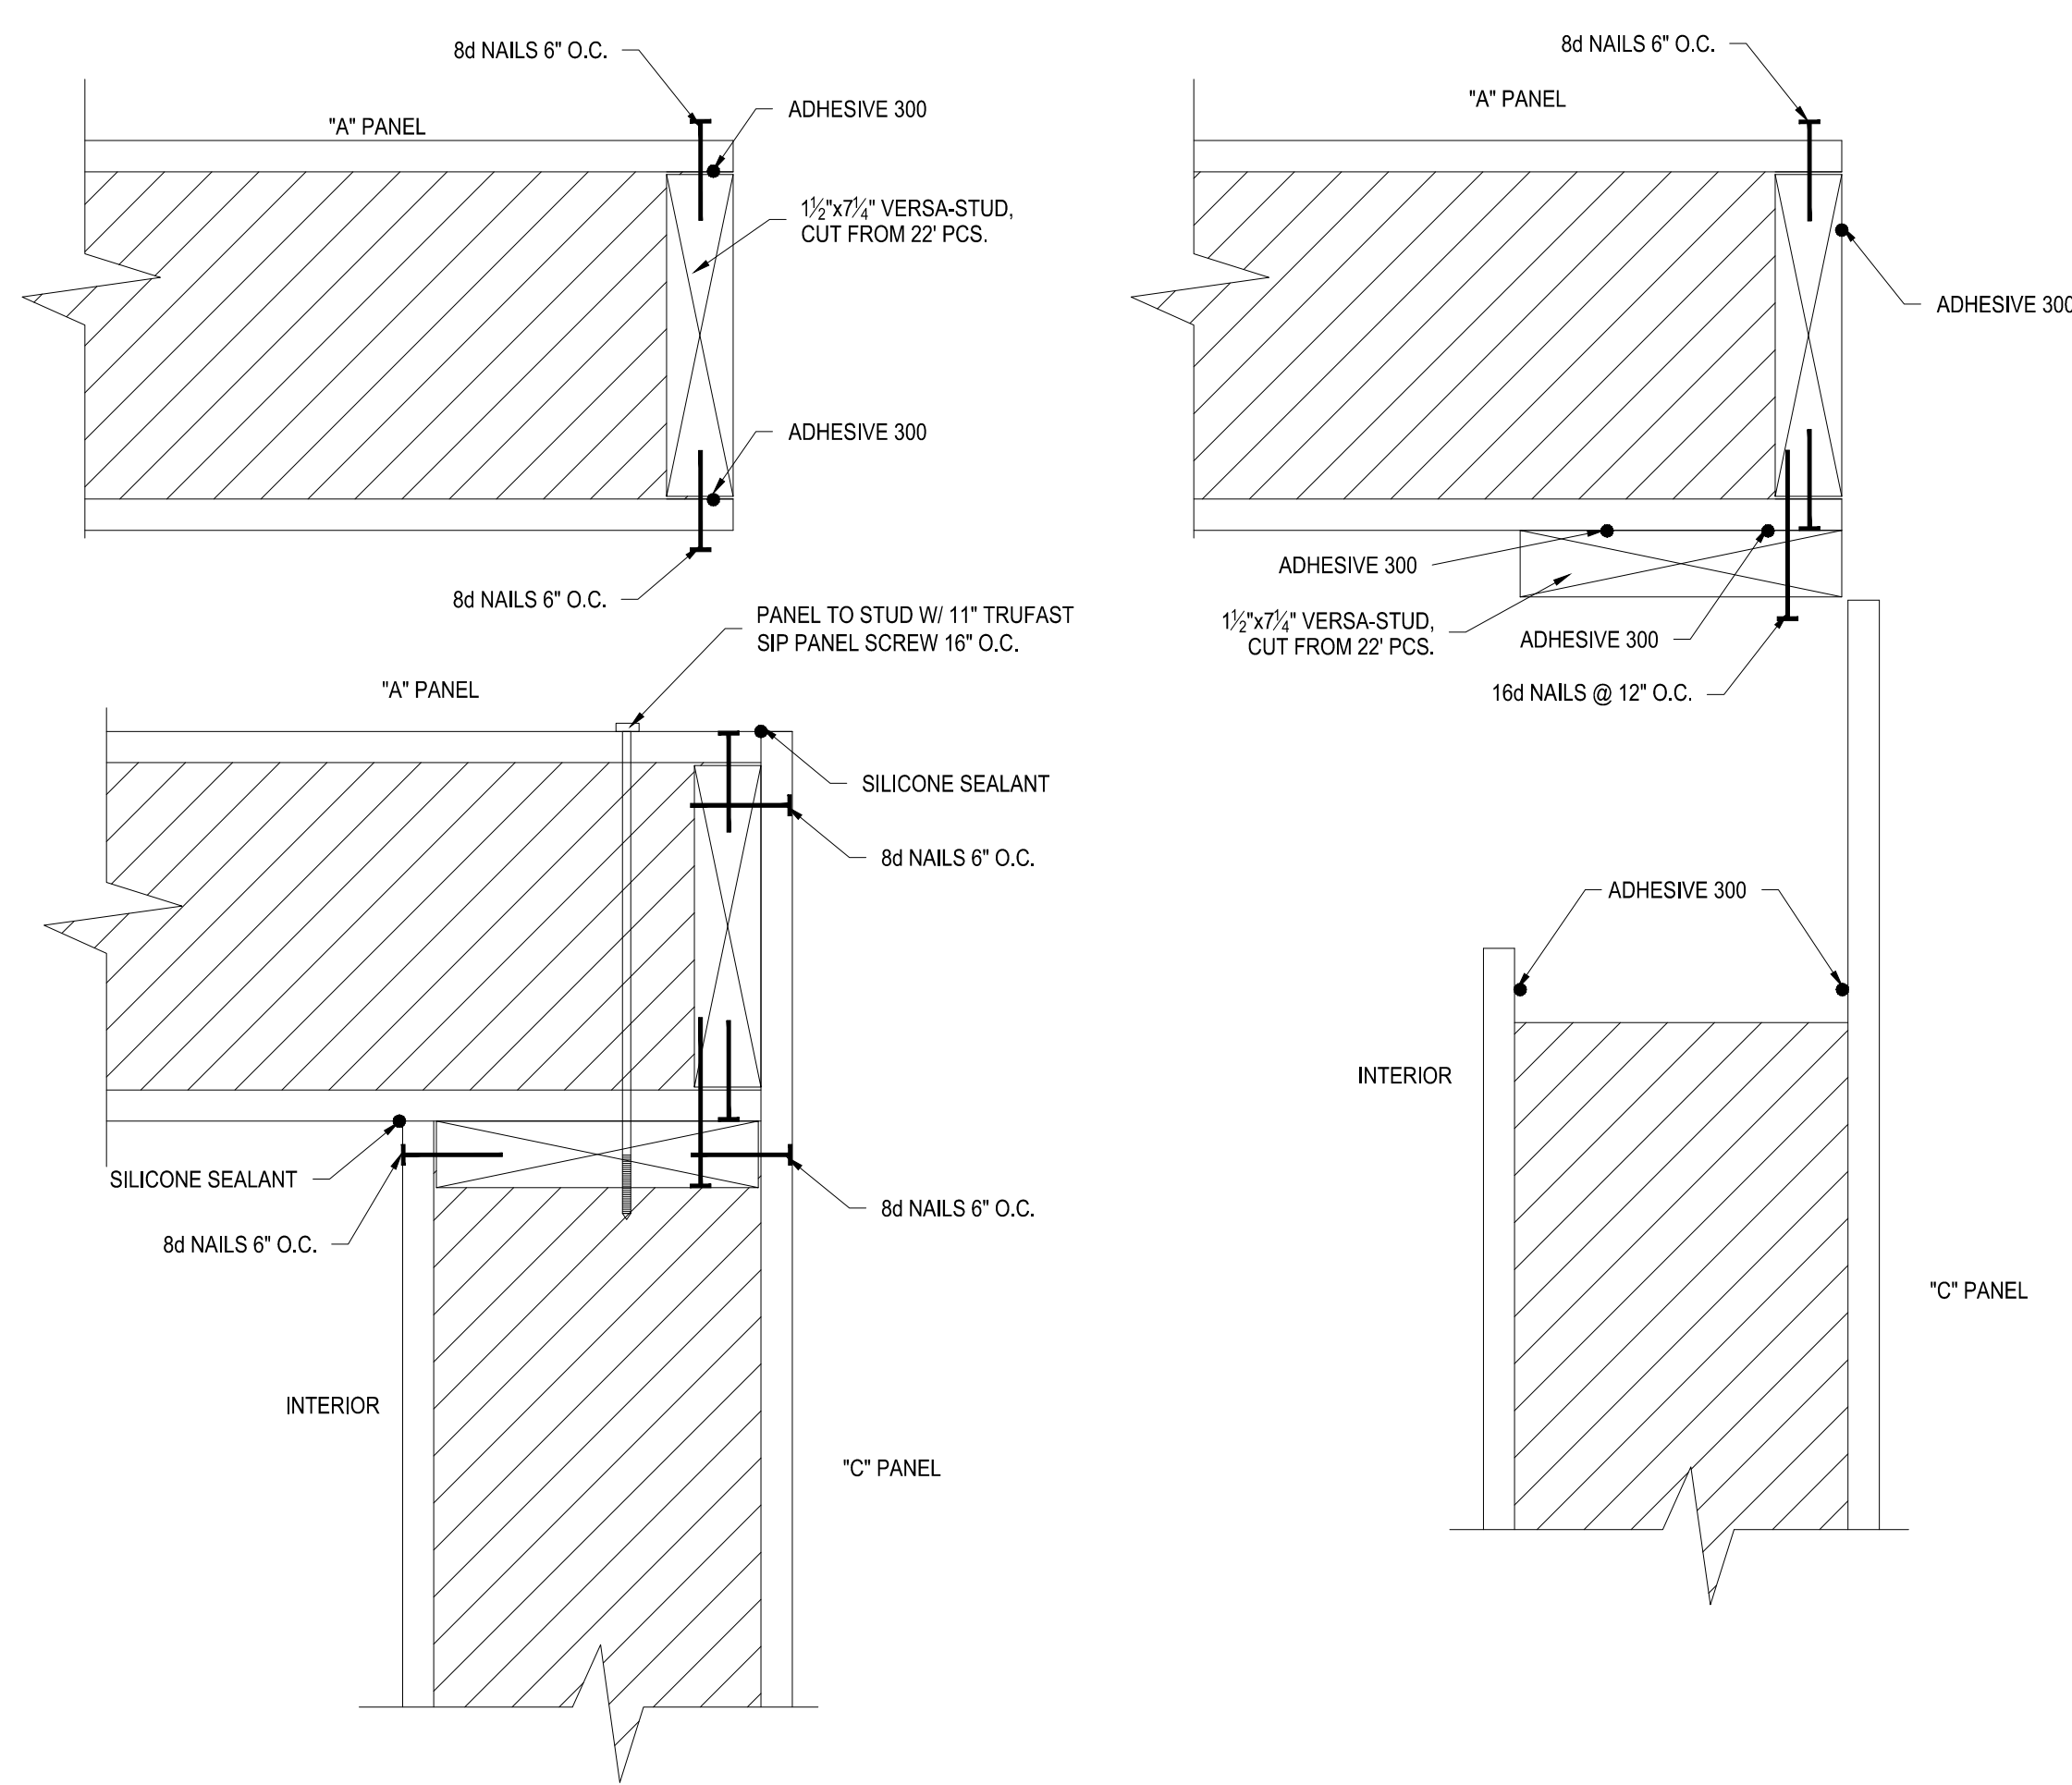 8d NAILS 6" O.C.
"A" PANEL
ADHESIVE 300
1½"x7¼" VERSA-STUD,
CUT FROM 22' PCS.
ADHESIVE 300
8d NAILS 6" O.C.
8d NAILS 6" O.C.
"A" PANEL
ADHESIVE 300
ADHESIVE 300
1½"x7¼" VERSA-STUD,
CUT FROM 22' PCS.
ADHESIVE 300
16d NAILS @ 12" O.C.
PANEL TO STUD W/ 11" TRUFAST
SIP PANEL SCREW 16" O.C.
"A" PANEL
SILICONE SEALANT
8d NAILS 6" O.C.
SILICONE SEALANT
8d NAILS 6" O.C.
8d NAILS 6" O.C.
INTERIOR
"C" PANEL
ADHESIVE 300
INTERIOR
"C" PANEL